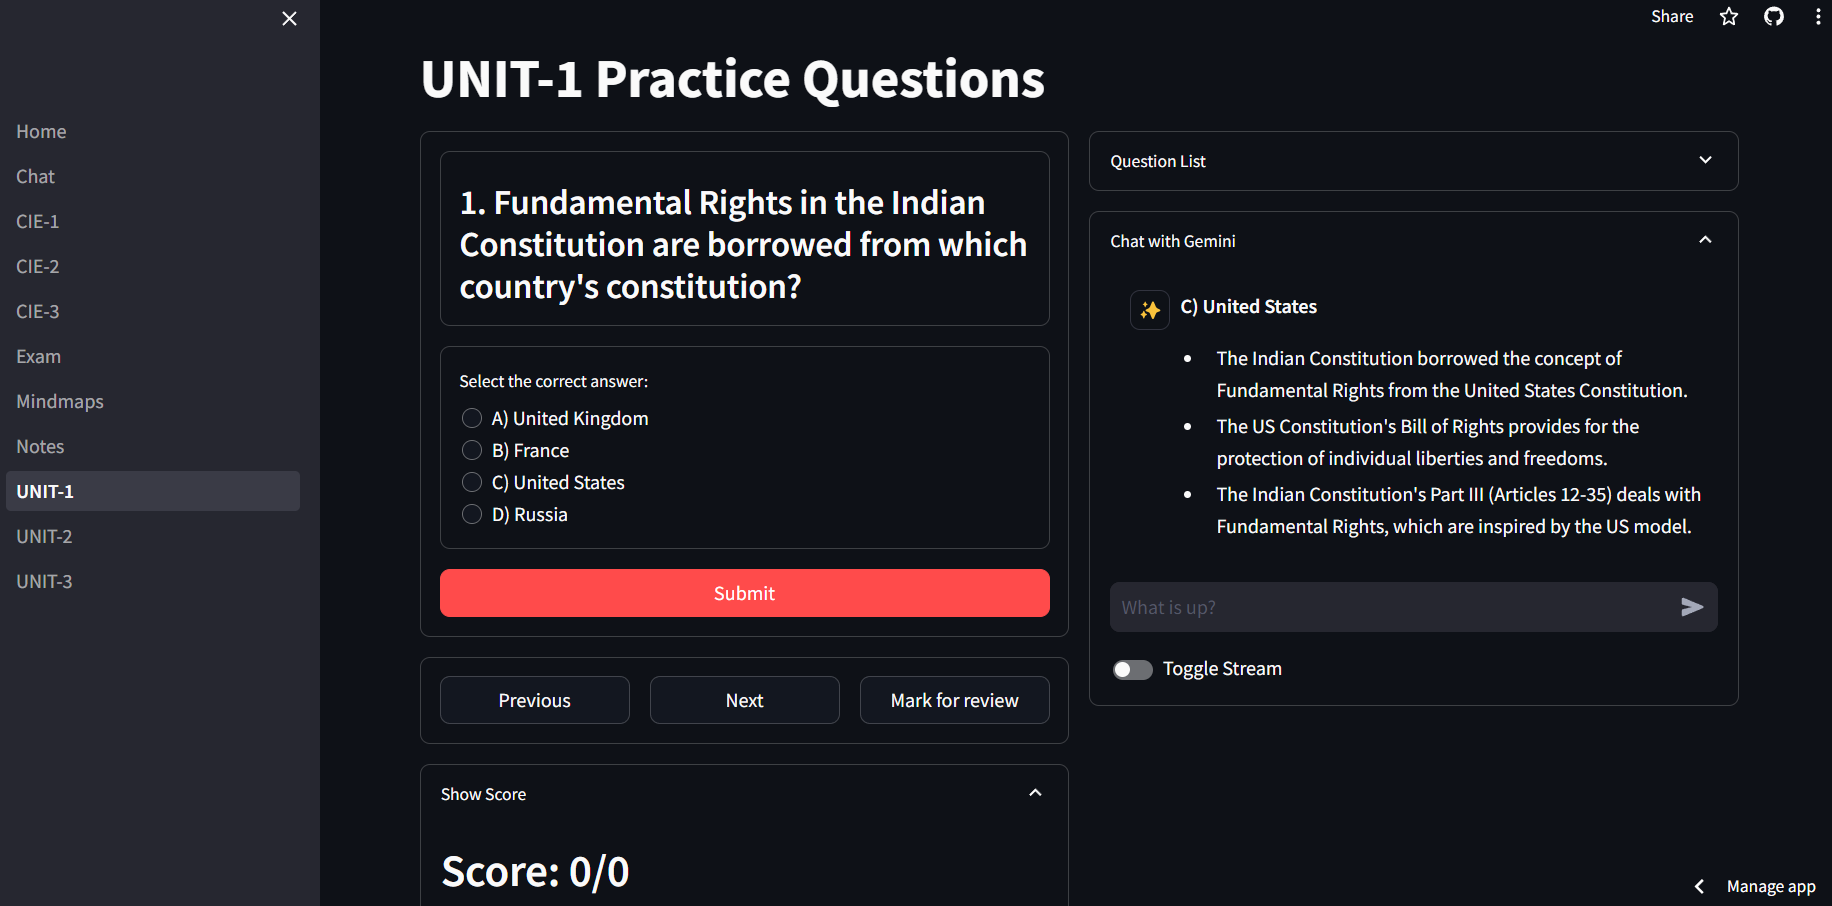 Share
Home
Chat
CIE-1
CIE-2
CIE-3
Exam
Mindmaps
Notes
UNIT-1
UNIT-2
UNIT-3
UNIT-1 Practice Questions
1. Fundamental Rights in the Indian
Constitution are borrowed from which
country's constitution?
Select the correct answer:
A) United Kingdom
B) France
C) United States
D) Russia
Submit
Previous
Next
Mark for review
Show Score
Score: 0/0
Question List
Chat with Gemini
C) United States
• The Indian Constitution borrowed the concept of
Fundamental Rights from the United States Constitution.
• The US Constitution's Bill of Rights provides for the
protection of individual liberties and freedoms.
• The Indian Constitution's Part III (Articles 12-35) deals with
Fundamental Rights, which are inspired by the US model.
What is up?
Toggle Stream
Manage app